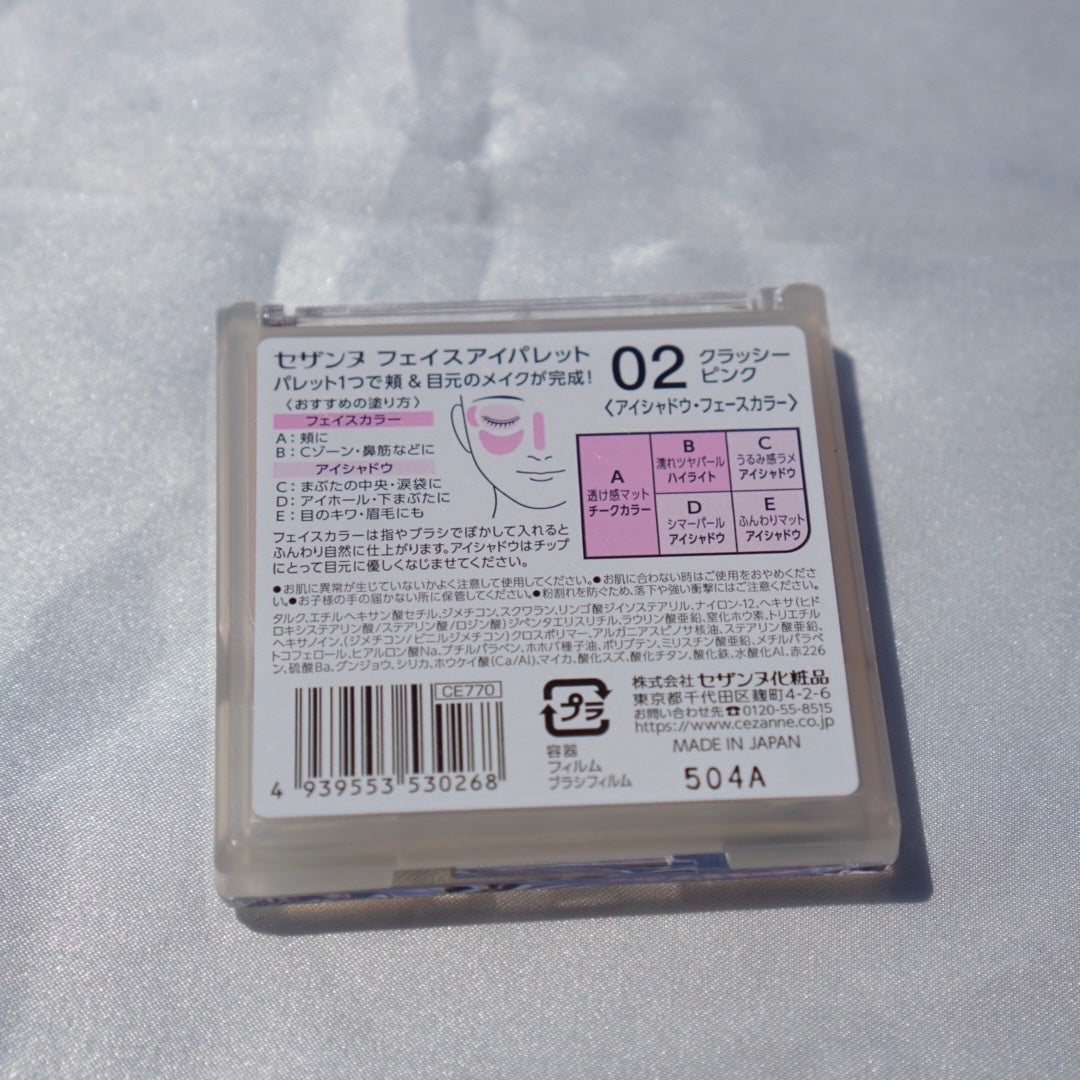 セザンヌ フェイスアイパレット
パレット1つで頬 & 目元のメイクが完成!
02 クラッシー
ピンク
〈アイシャドウ・フェースカラー〉
〈おすすめの塗り方〉
フェイスカラー
A:頬に
B:Cゾーン・鼻筋などに
アイシャドウ
C:まぶたの中央・涙袋に
D:アイホール・下まぶたに
E:目のキワ・眉毛にも
フェイスカラーは指やブラシでぼかして入れると
ふんわり自然に仕上がります。アイシャドウはチップ
にとって目元に優しくなじませてください。
A
透け感マット
チークカラー
B
濡れツヤパール
ハイライト
C
うるみ感ラメ
アイシャドウ
D
シマーパール
アイシャドウ
E
ふんわりマット
アイシャドウ
●お肌に異常が生じていないかよく注意して使用してください。●お肌に合わない時はご使用をおやめくださ
い。●お子様の手の届かない所に保管してください。●粉割れを防ぐため、落下や強い衝撃にはご注意ください。
タルク、エチルヘキサン酸セチル、ジメチコン、スクワラン、リンゴ酸ジイソステアリル、ナイロン-12、ヘキサ(ヒド
ロキシステアリン酸/ステアリン酸/ロジン酸)ジペンタエリスリチル、ラウリン酸亜鉛、窒化ホウ素、トリエチル
ヘキサノイン、(ジメチコン/ビニルジメチコン)クロスポリマー、アルガニアスピノサ核油、ステアリン酸亜鉛、
トコフェロール、ヒアルロン酸Na、ブチルパラベン、ホホバ種子油、ポリブテン、ミリスチン酸亜鉛、メチルパラベ
ン、硫酸Ba、グンジョウ、シリカ、ホウケイ酸(Ca/Al)、マイカ、酸化スズ、酸化チタン、酸化鉄、水酸化Al、赤226
CE770
4 939553 530268
プラ
容器
フィルム
ブラシフィルム
株式会社 セザンヌ化粧品
東京都千代田区麹町4-2-6
お問い合わせ先 ☎0120-55-8515
https://www.cezanne.co.jp
MADE IN JAPAN
504A